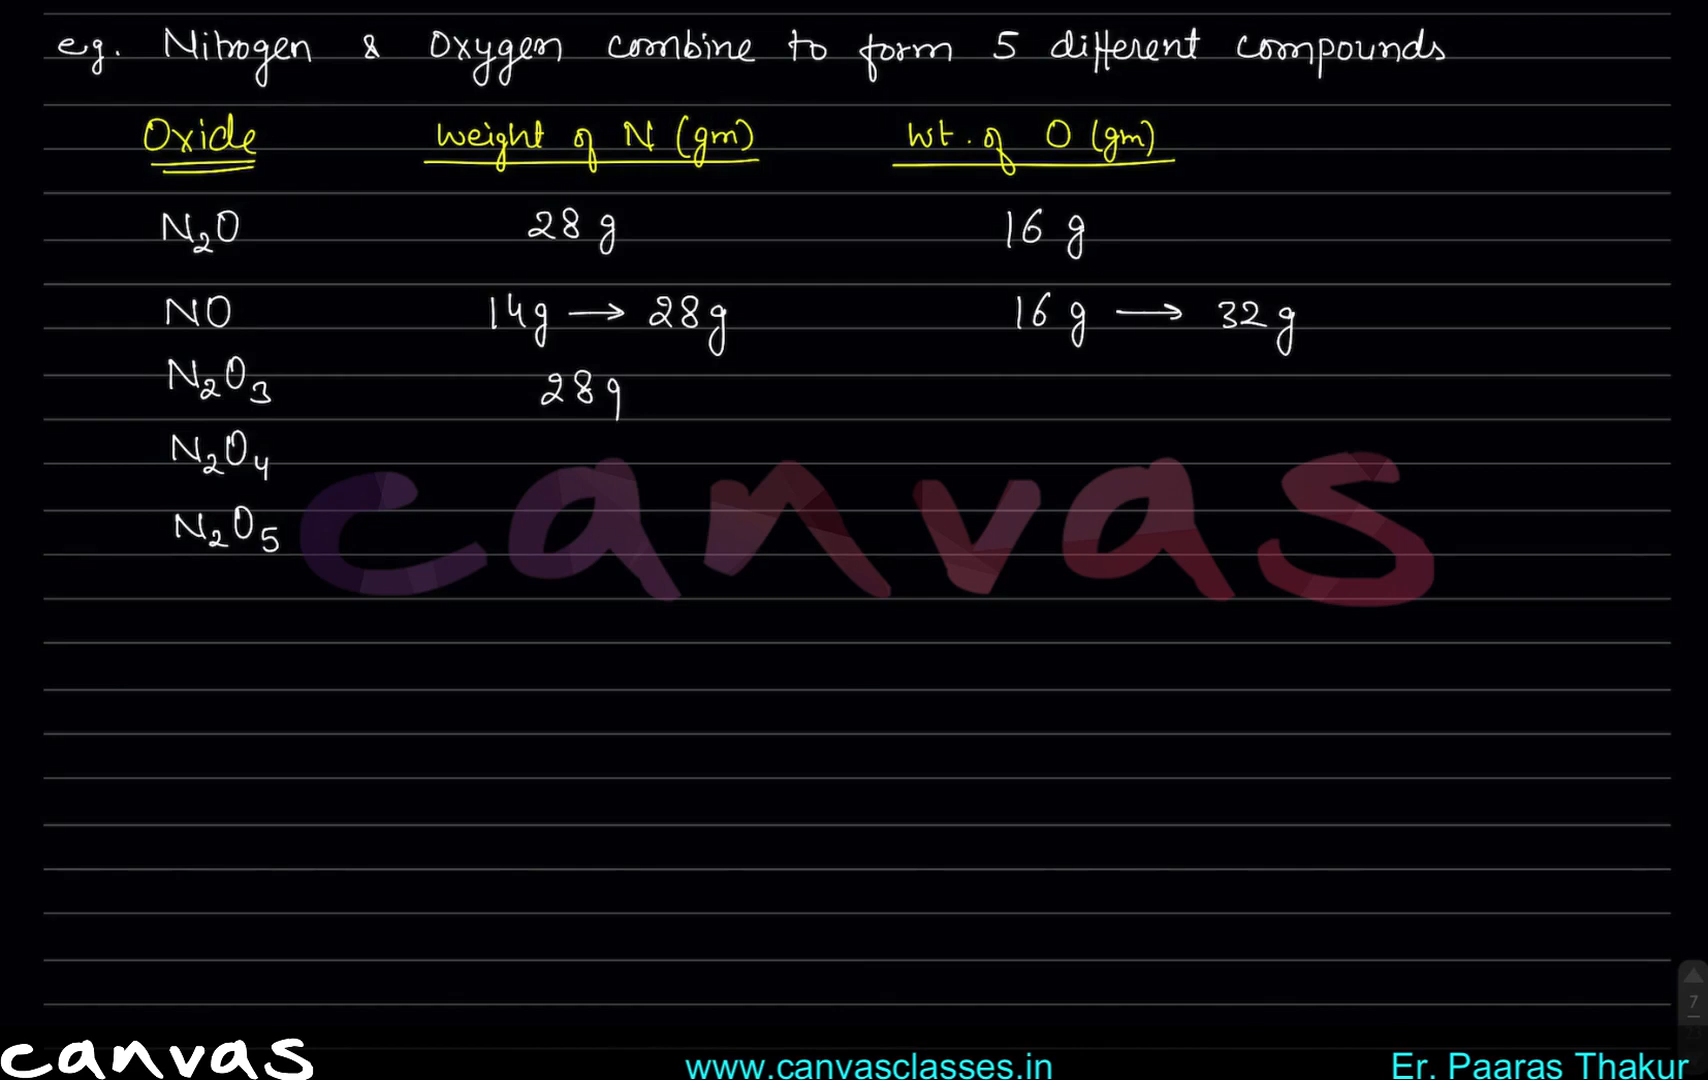 eg. Nitrogen & Oxygen combine to form 5 different compounds
Oxide weight of N (gm) wt. of O (gm)
N₂O 28 g 16 g
NO 14g → 28g 16 g → 32 g
N₂O₃ 28g
N₂O₄
N₂O₅
canvas
7
canvas www.canvasclasses.in Er. Paaras Thakur